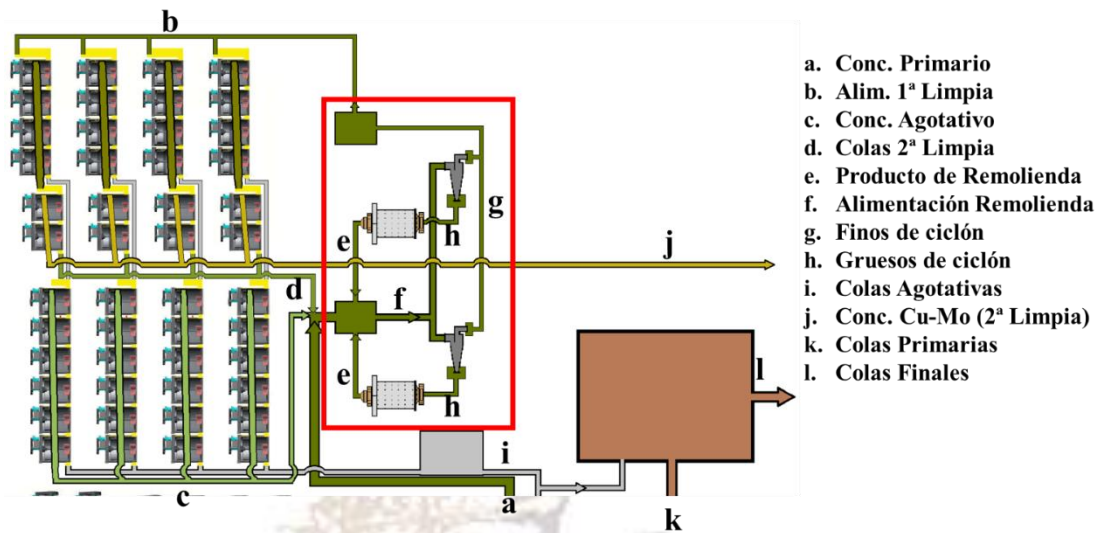 b
a. Conc. Primario
b. Alim. 1ª Limpia
c. Conc. Agotativo
d. Colas 2ª Limpia
e. Producto de Remolienda
f. Alimentación Remolienda
g. Finos de ciclón
h. Gruesos de ciclón
i. Colas Agotativas
j. Conc. Cu-Mo (2ª Limpia)
k. Colas Primarias
l. Colas Finales
g
e
h
j
d
f
e
h
l
i
c
a
k